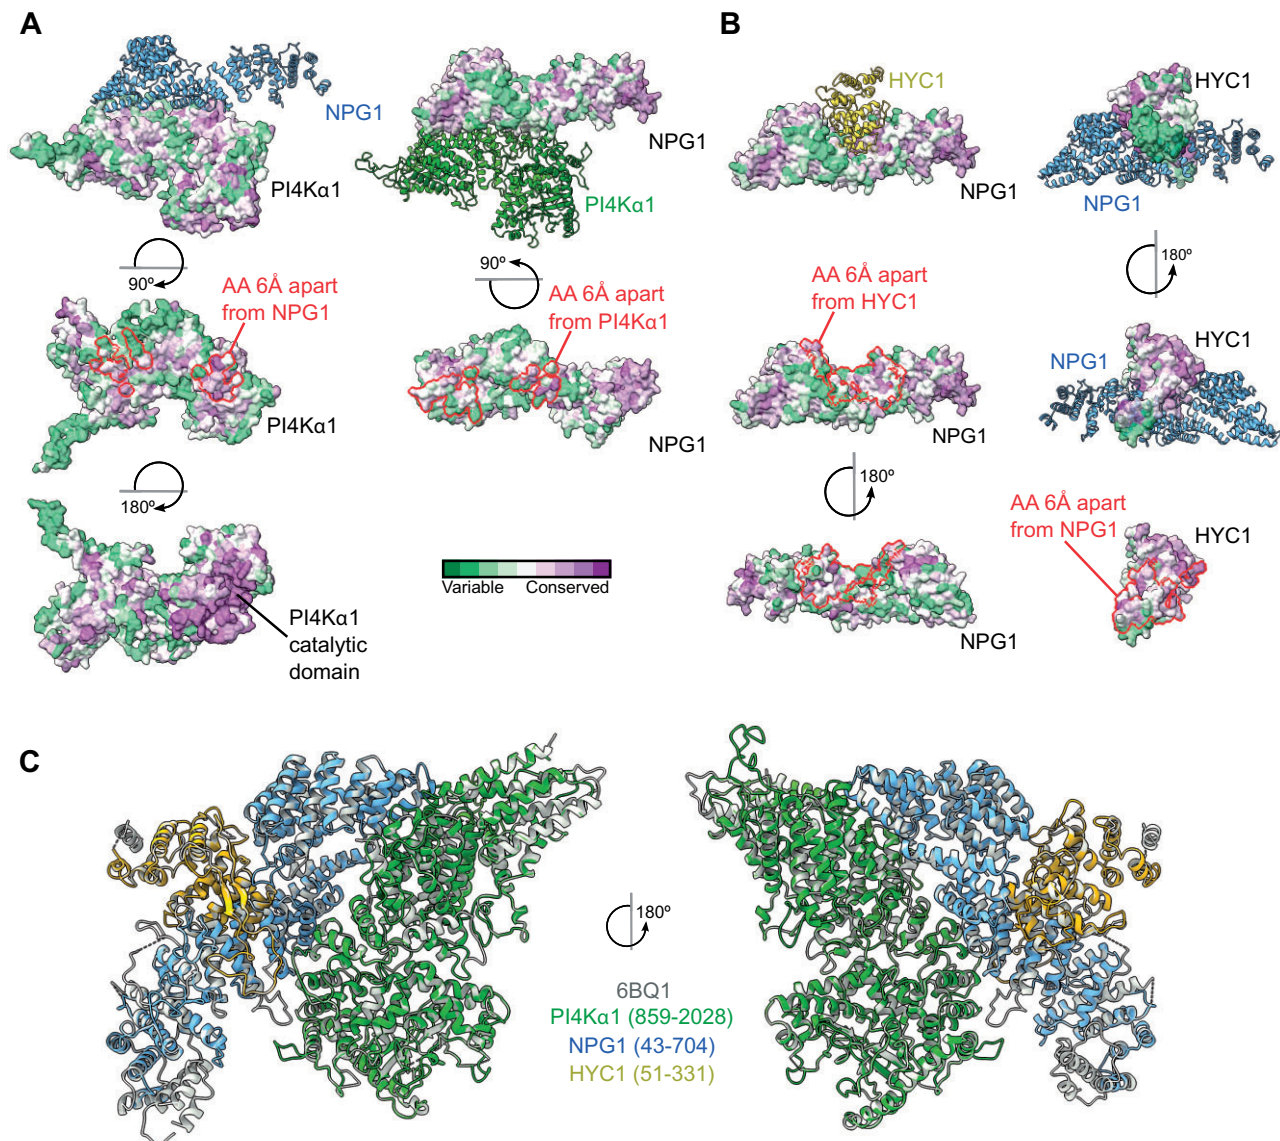 A
NPG1
PI4Kα1
90º
AA 6Å apart
from NPG1
PI4Kα1
180º
PI4Kα1
catalytic
domain
NPG1
PI4Kα1
90º
AA 6Å apart
from PI4Kα1
NPG1
Variable Conserved
B
HYC1
NPG1
AA 6Å apart
from HYC1
NPG1
180º
NPG1
HYC1
NPG1
180º
HYC1
NPG1
AA 6Å apart
from NPG1
HYC1
C
180º
6BQ1
PI4Kα1 (859-2028)
NPG1 (43-704)
HYC1 (51-331)